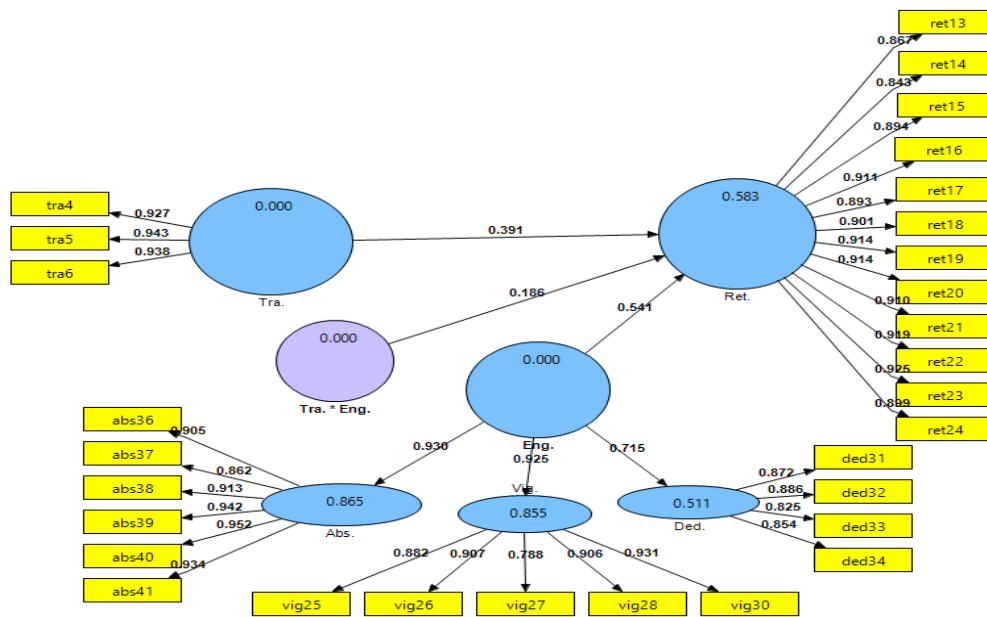 ret13
0.867
ret14
0.843
ret15
0.894
ret16
0.911
ret17
0.893
0.583
tra4
0.927
0.000
ret18
0.901
tra5
0.943
0.391
ret19
0.914
tra6
0.938
0.914
ret20
Tra.
Ret.
0.186
0.910
0.541
ret21
0.000
0.919
ret22
0.000
0.925
ret23
Tra. * Eng.
0.899
ret24
abs36
0.905
0.930
Eng.
0.925
0.715
abs37
0.862
0.872
ded31
abs38
0.913
Vig.
0.886
ded32
0.865
0.511
0.942
0.855
0.825
abs39
Abs.
Ded.
ded33
0.952
abs40
0.882
0.907
0.788
0.906
0.931
0.854
ded34
0.934
abs41
vig25
vig26
vig27
vig28
vig30